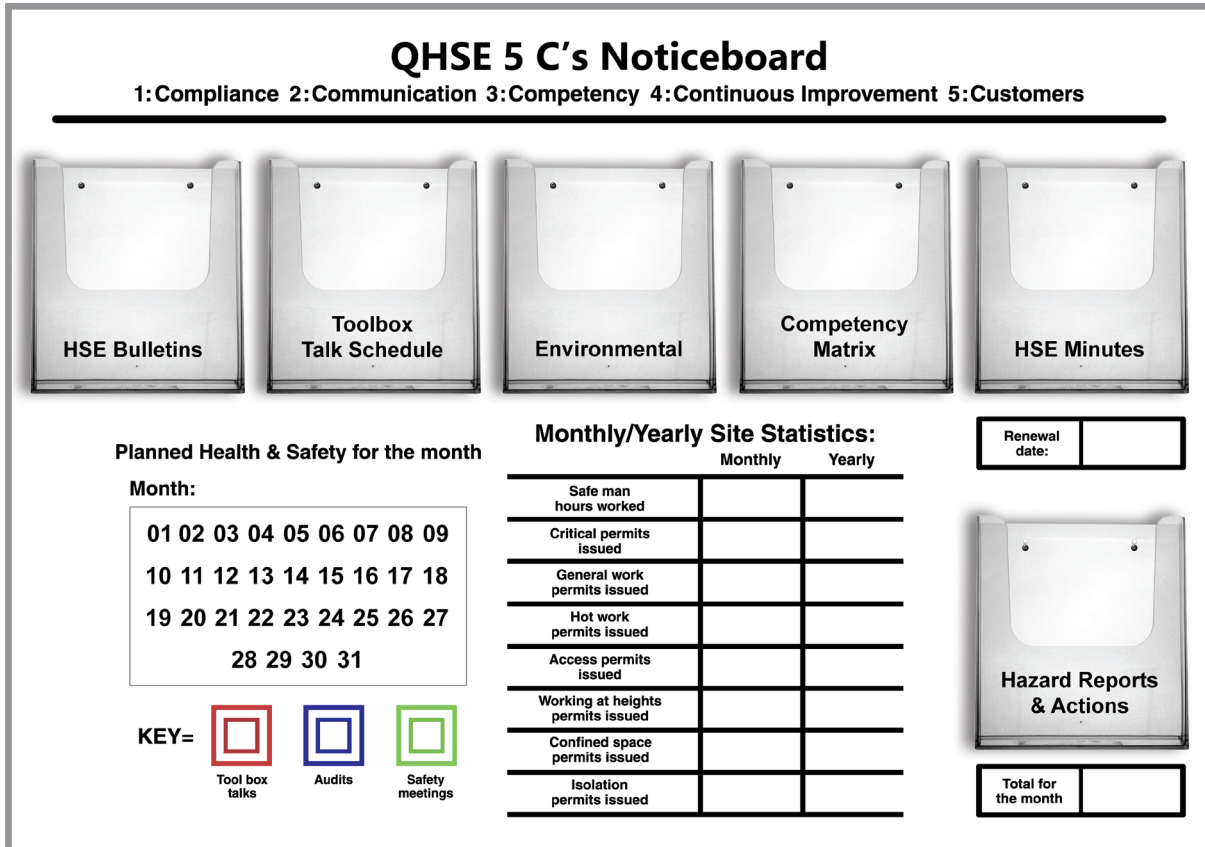 QHSE 5 C's Noticeboard
1:Compliance 2:Communication 3:Competency 4:Continuous Improvement 5:Customers
HSE Bulletins
Toolbox
Talk Schedule
Environmental
Competency
Matrix
HSE Minutes
Planned Health & Safety for the month
Month:
01 02 03 04 05 06 07 08 09
10 11 12 13 14 15 16 17 18
19 20 21 22 23 24 25 26 27
28 29 30 31
KEY=
Tool box
talks
Audits
Safety
meetings
Monthly/Yearly Site Statistics:
Monthly Yearly
Safe man
hours worked
Critical permits
issued
General work
permits issued
Hot work
permits issued
Access permits
issued
Working at heights
permits issued
Confined space
permits issued
Isolation
permits issued
Renewal
date:
Hazard Reports
& Actions
Total for
the month